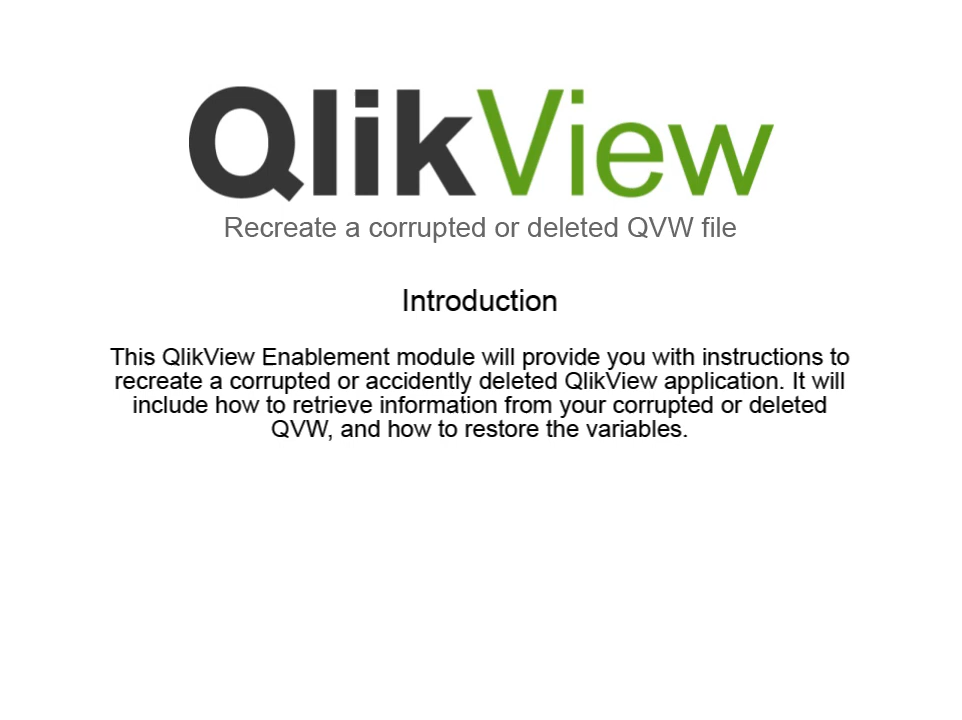 QlikView
Recreate a corrupted or deleted QVW file
Introduction
This QlikView Enablement module will provide you with instructions to
recreate a corrupted or accidently deleted QlikView application. It will
include how to retrieve information from your corrupted or deleted
QVW, and how to restore the variables.